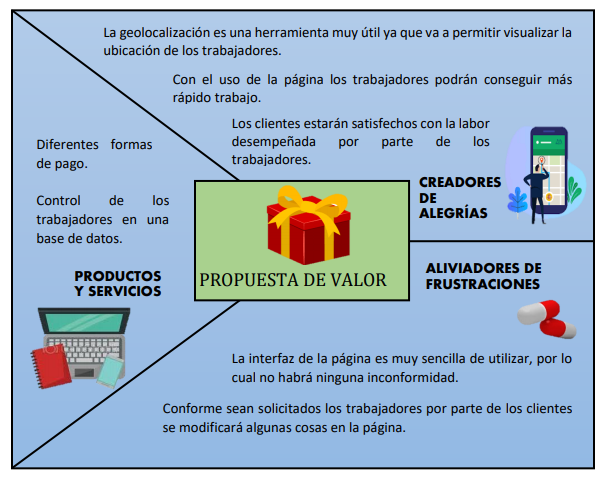 La geolocalización es una herramienta muy útil ya que va a permitir visualizar la
ubicación de los trabajadores.
Con el uso de la página los trabajadores podrán conseguir más
rápido trabajo.
Los clientes estarán satisfechos con la labor
desempeñada por parte de los
trabajadores.
CREADORES
DE
ALEGRÍAS
Diferentes formas
de pago.
Control de los
trabajadores en una
base de datos.
PRODUCTOS
Y SERVICIOS
PROPUESTA DE VALOR
ALIVIADORES DE
FRUSTRACIONES
La interfaz de la página es muy sencilla de utilizar, por lo
cual no habrá ninguna inconformidad.
Conforme sean solicitados los trabajadores por parte de los clientes
se modificará algunas cosas en la página.